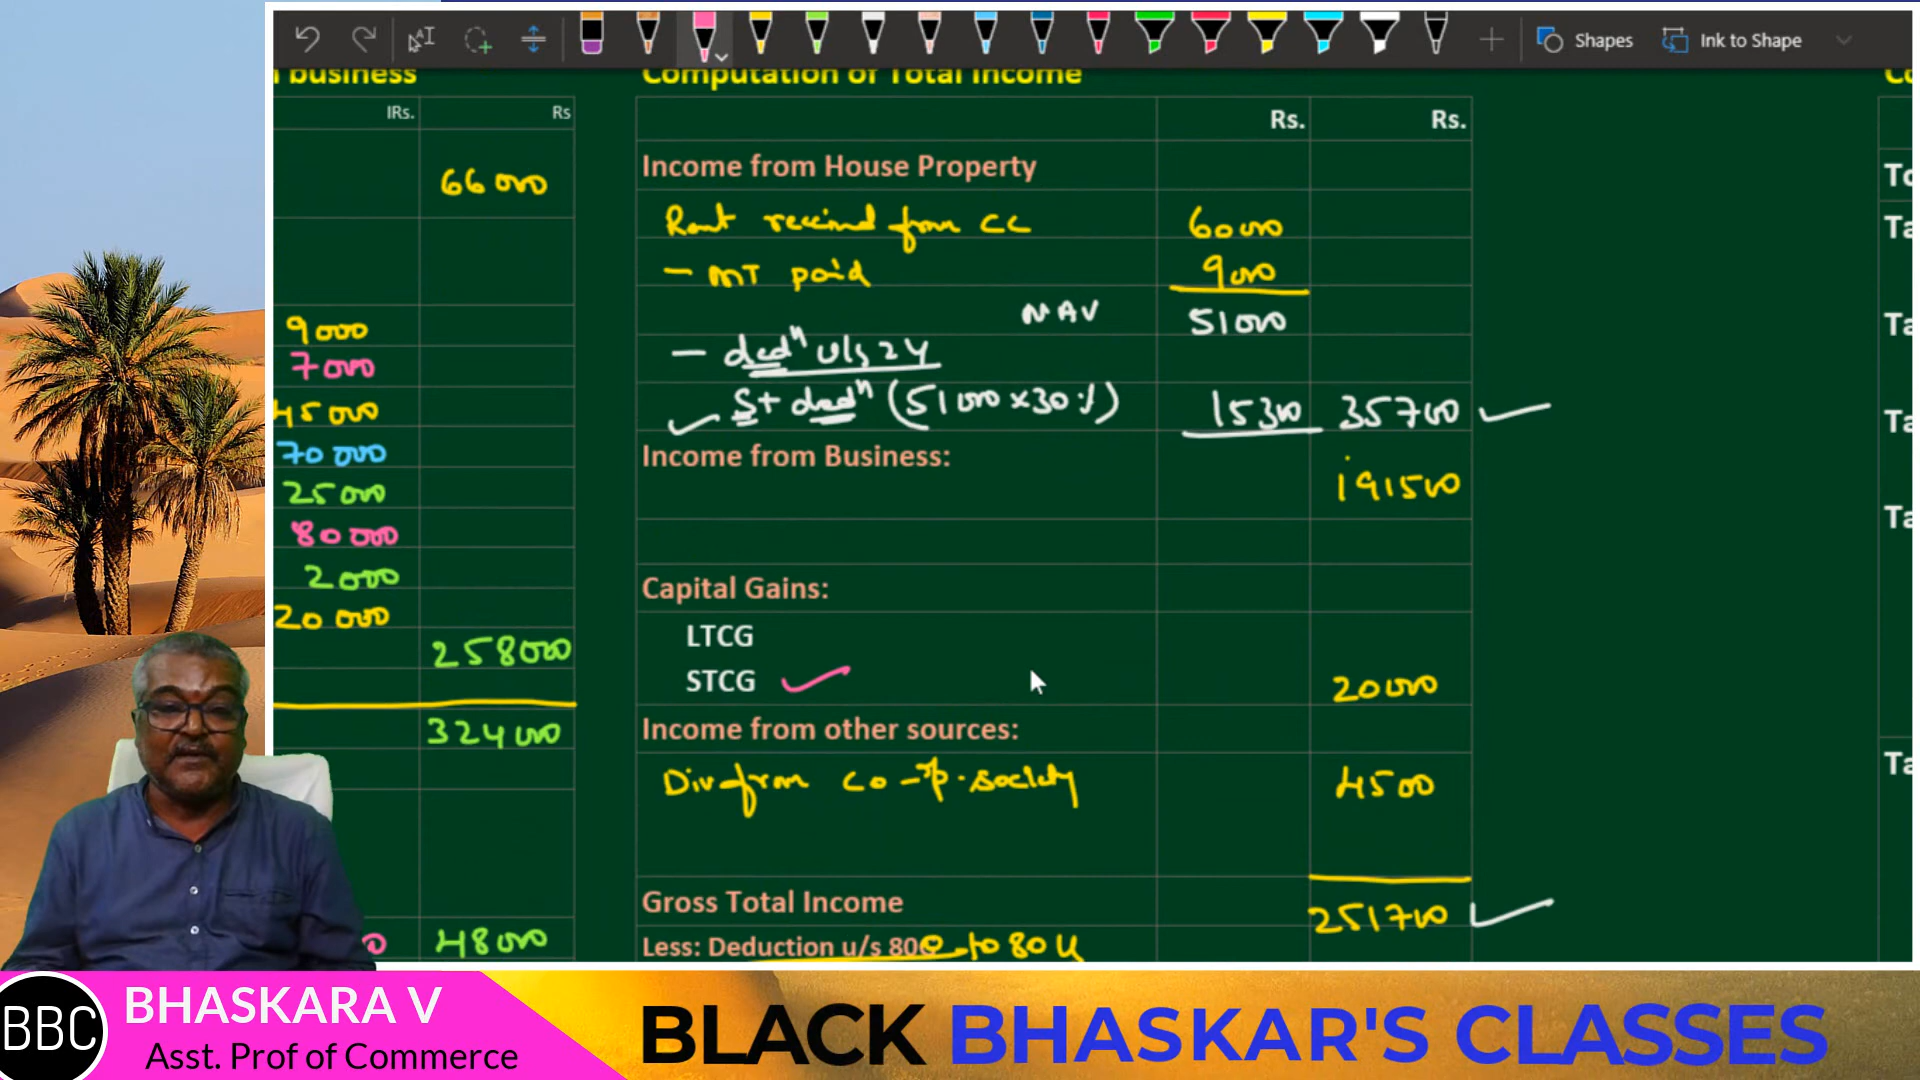 Shapes
Ink to Shape
business
IRs.
Rs
66000
9000
7000
45000
70000
25000
80000
2000
20000
258000
324000
48000
Computation of Total Income
Rs.
Rs.
Income from House Property
Rent received from CC
60000
- MT paid
9000
NAV
51000
- dedn u/s 24
St dedn (51000 x 30%)
15300
35700
Income from Business:
191500
Capital Gains:
LTCG
STCG
20000
Income from other sources:
Div from co-op. society
4500
Gross Total Income
251700
Less: Deduction u/s 80C to 80U
BBC
BHASKARA V
Asst. Prof of Commerce
BLACK BHASKAR'S CLASSES